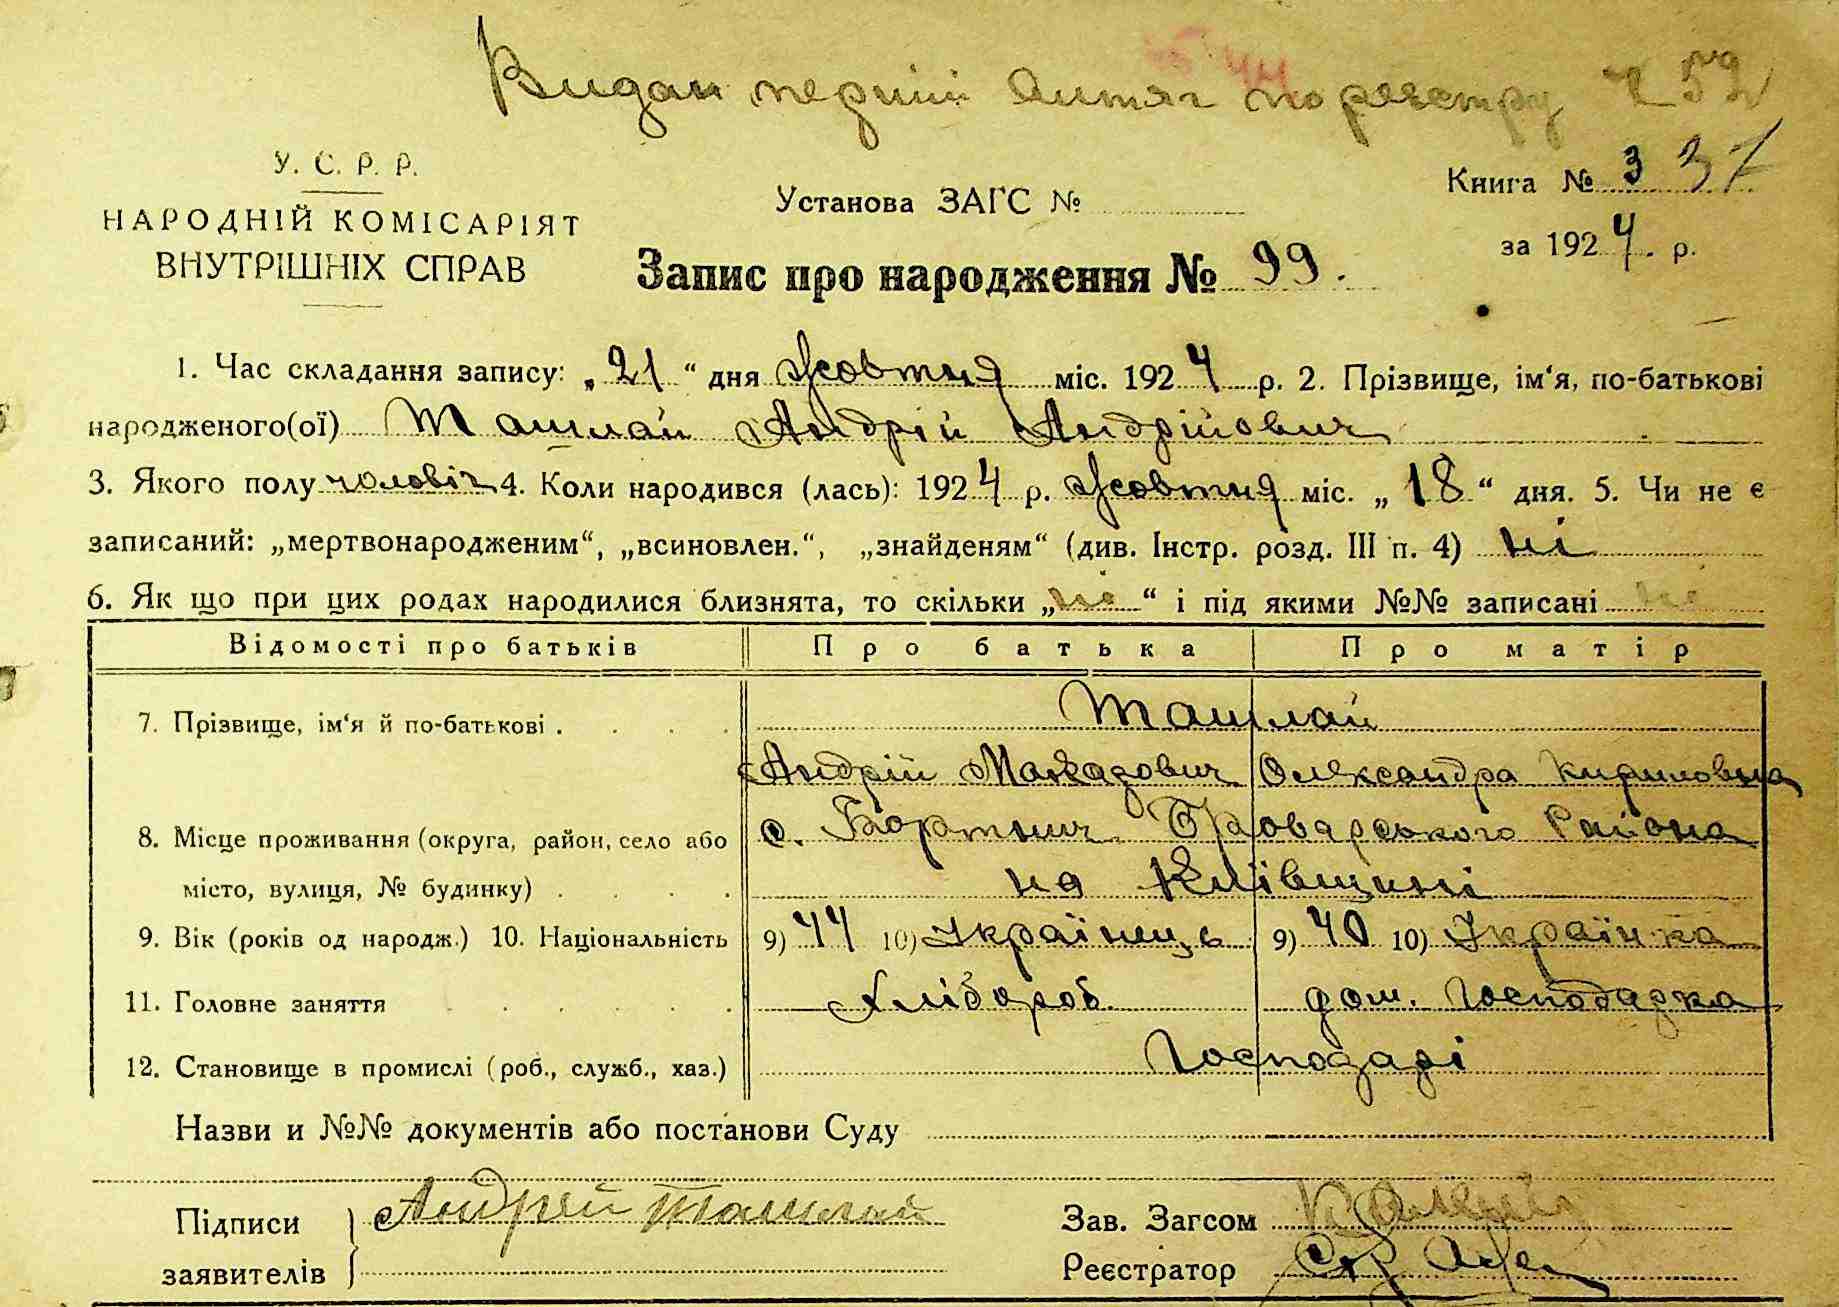 Видан перший витяг по реєстру № 52
У. С. Р. Р.
НАРОДНІЙ КОМІСАРІЯТ
ВНУТРІШНІХ СПРАВ
Установа ЗАГС №
Книга № 3 37
за 1924. р.
Запис про народження № 99.
1. Час складання запису: „21“ дня жовтня міс. 1924 р. 2. Прізвище, ім‘я, по-батькові
народженого(ої) Ташлай Андрій Андрійович
3. Якого полу чоловіч 4. Коли народився (лась): 1924 р. жовтня міс. „18“ дня. 5. Чи не є
записаний: „мертвонародженим“, „всиновлен.“, „знайденям“ (див. Інстр. розд. III п. 4) ні
6. Як що при цих родах народилися близнята, то скільки „ні“ і під якими №№ записані ні
Відомості про батьків Про батька Про матір
7. Прізвище, ім‘я й по-батькові . . . . Ташлай
Андрій Олександра Кириловна
8. Місце проживання (округа, район, село або с. Бортнич Броварського Района
місто, вулиця, № будинку) . . . . на Київщині
9. Вік (років од народж.) 10. Національність 9) 44 10) Українець 9) 40 10) Українка
11. Головне заняття . . . . . Хлібороб. дом. господарка
12. Становище в промислі (роб., служб., хаз.) Господарі
Назви и №№ документів або постанови Суду
Підписи Андрей Ташлай Зав. Загсом
заявителів Реєстратор